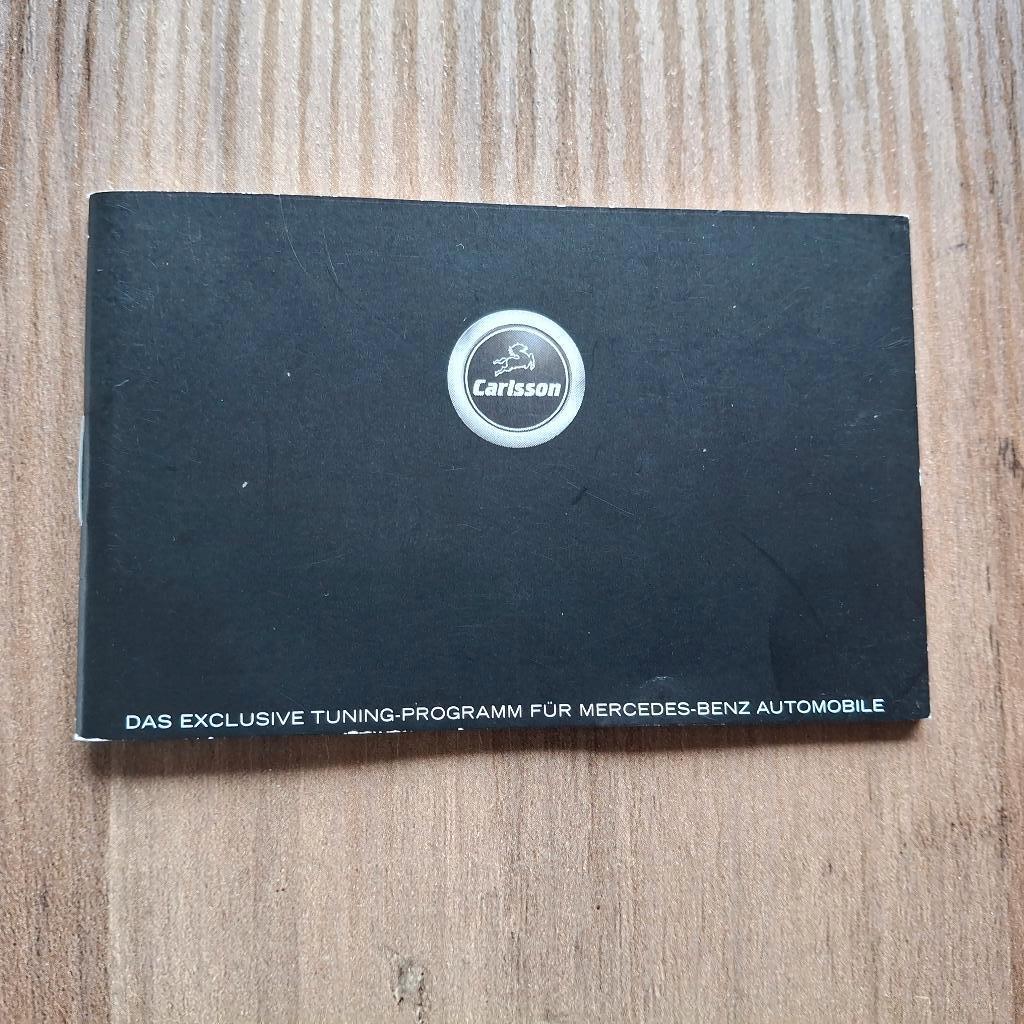 Carlsson
DAS EXCLUSIVE TUNING-PROGRAMM FÜR MERCEDES-BENZ AUTOMOBILE